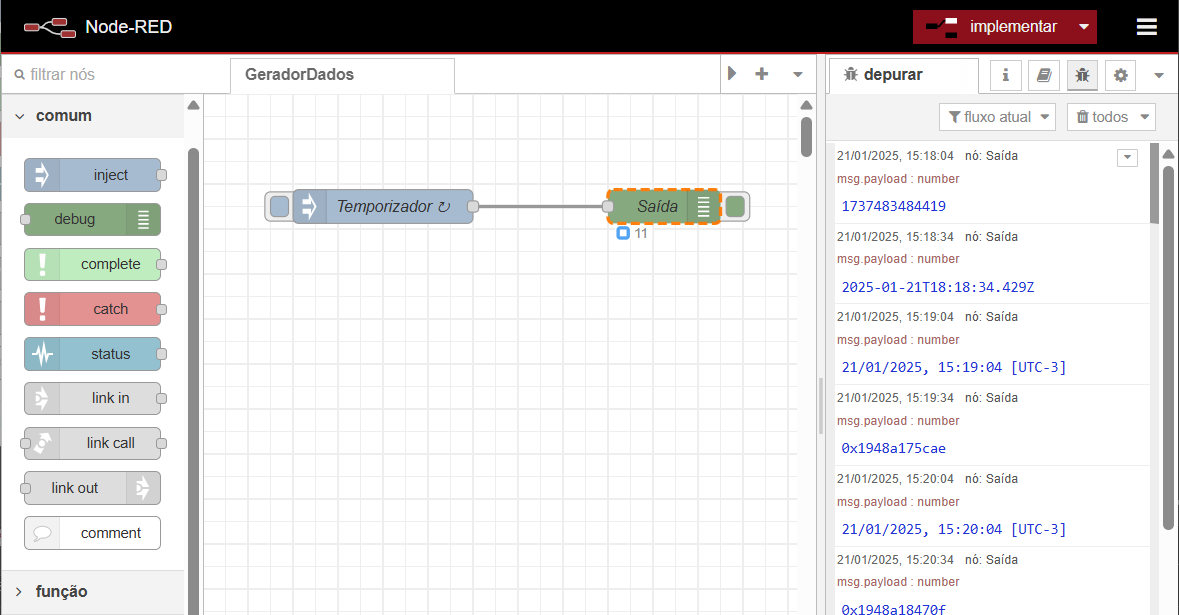 Node-RED
implementar
filtrar nós
GeradorDados
depurar
comum
fluxo atual
todos
inject
debug
complete
catch
status
link in
link call
link out
comment
função
Temporizador ↻
Saída
11
21/01/2025, 15:18:04 nó: Saída
msg.payload : number
1737483484419
21/01/2025, 15:18:34 nó: Saída
msg.payload : number
2025-01-21T18:18:34.429Z
21/01/2025, 15:19:04 nó: Saída
msg.payload : number
21/01/2025, 15:19:04 [UTC-3]
21/01/2025, 15:19:34 nó: Saída
msg.payload : number
0x1948a175cae
21/01/2025, 15:20:04 nó: Saída
msg.payload : number
21/01/2025, 15:20:04 [UTC-3]
21/01/2025, 15:20:34 nó: Saída
msg.payload : number
0x1948a18470f